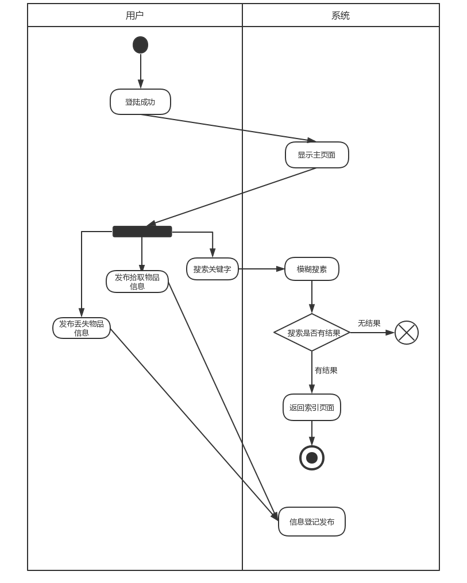 用户
系统
登陆成功
显示主页面
发布拾取物品
信息
搜索关键字
模糊搜素
发布丢失物品
信息
搜索是否有结果
无结果
有结果
返回索引页面
信息登记发布